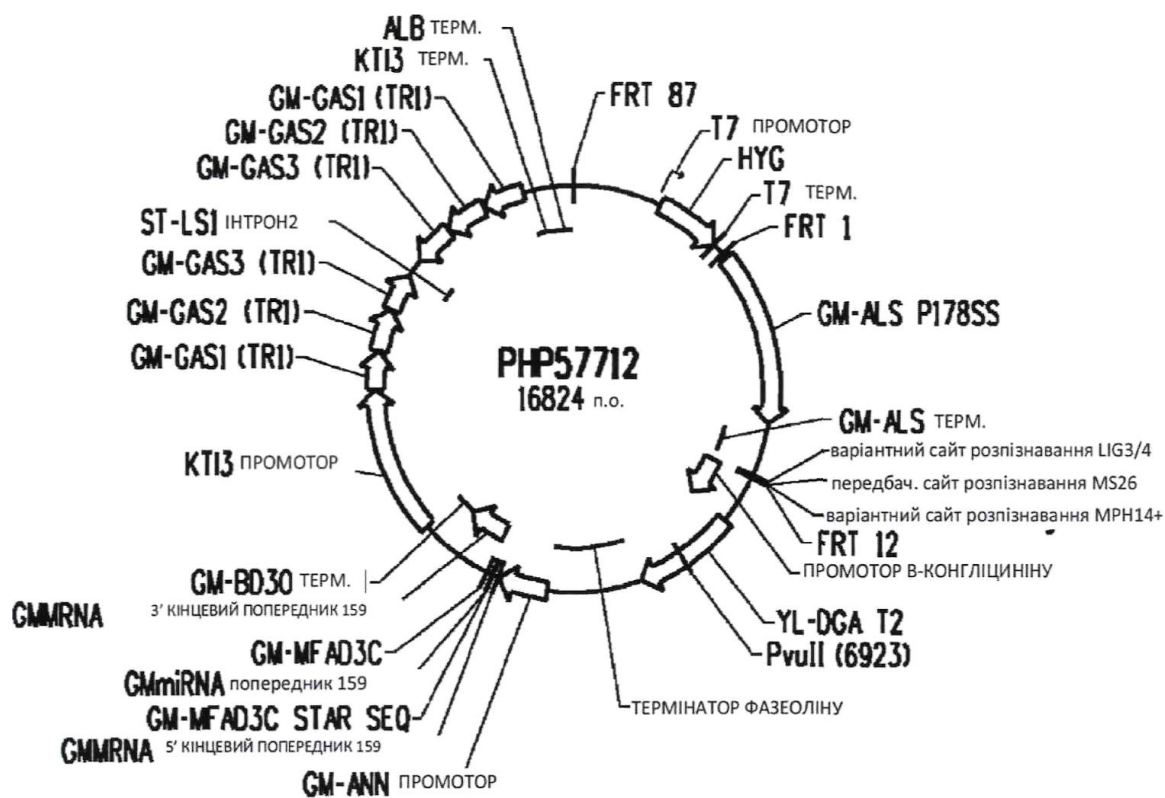 ALB ТЕРМ.
KTI3 ТЕРМ.
GM-GAS1 (TR1)
GM-GAS2 (TR1)
GM-GAS3 (TR1)
ST-LS1 ІНТРОН2
GM-GAS3 (TR1)
GM-GAS2 (TR1)
GM-GAS1 (TR1)
KTI3 ПРОМОТОР
GM-BD30 ТЕРМ.
GMMRNA 3' КІНЦЕВИЙ ПОПЕРЕДНИК 159
GM-MFAD3C
GMmiRNA попередник 159
GM-MFAD3C STAR SEQ
GMMRNA 5' КІНЦЕВИЙ ПОПЕРЕДНИК 159
GM-ANN ПРОМОТОР
PHP57712
16824 п.о.
FRT 87
T7 ПРОМОТОР
HYG
T7 ТЕРМ.
FRT 1
GM-ALS P178SS
GM-ALS ТЕРМ.
варіантний сайт розпізнавання LIG3/4
передбач. сайт розпізнавання MS26
варіантний сайт розпізнавання MPH14+
FRT 12
ПРОМОТОР В-КОНГЛІЦИНІНУ
YL-DGA T2
PvuII (6923)
ТЕРМІНАТОР ФАЗЕОЛІНУ